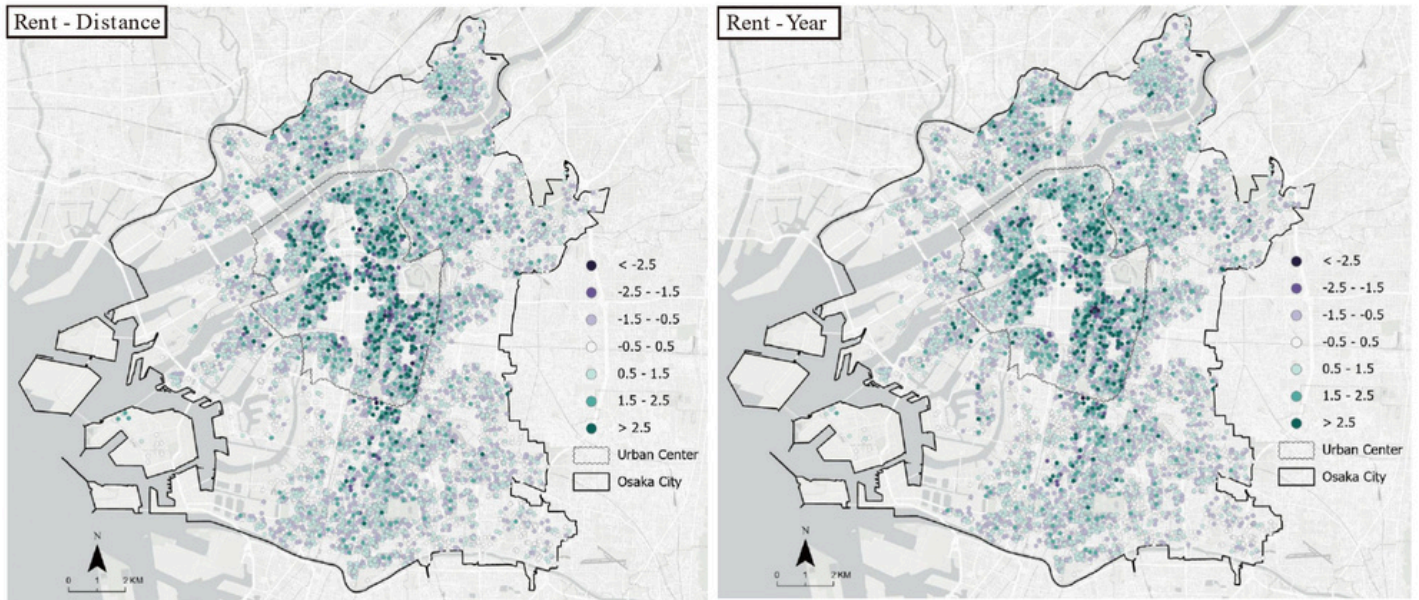 Rent - Distance
< -2.5
-2.5 - -1.5
-1.5 - -0.5
-0.5 - 0.5
0.5 - 1.5
1.5 - 2.5
> 2.5
Urban Center
Osaka City
N
0 1 2 KM
Rent - Year
< -2.5
-2.5 - -1.5
-1.5 - -0.5
-0.5 - 0.5
0.5 - 1.5
1.5 - 2.5
> 2.5
Urban Center
Osaka City
N
0 1 2 KM